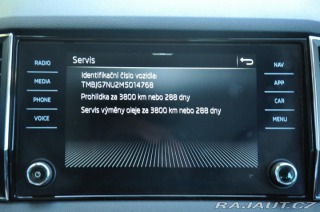 Servis
RADIO
MEDIA
PHONE
VOICE
Identifikační číslo vozidla:
TMBJG7NU2M5014768
Prohlídka za 3800 km nebo 288 dny
Servis výměny oleje za 3800 km nebo 288 dny
NAV
APP
CAR
MENU
RAJAUT.CZ